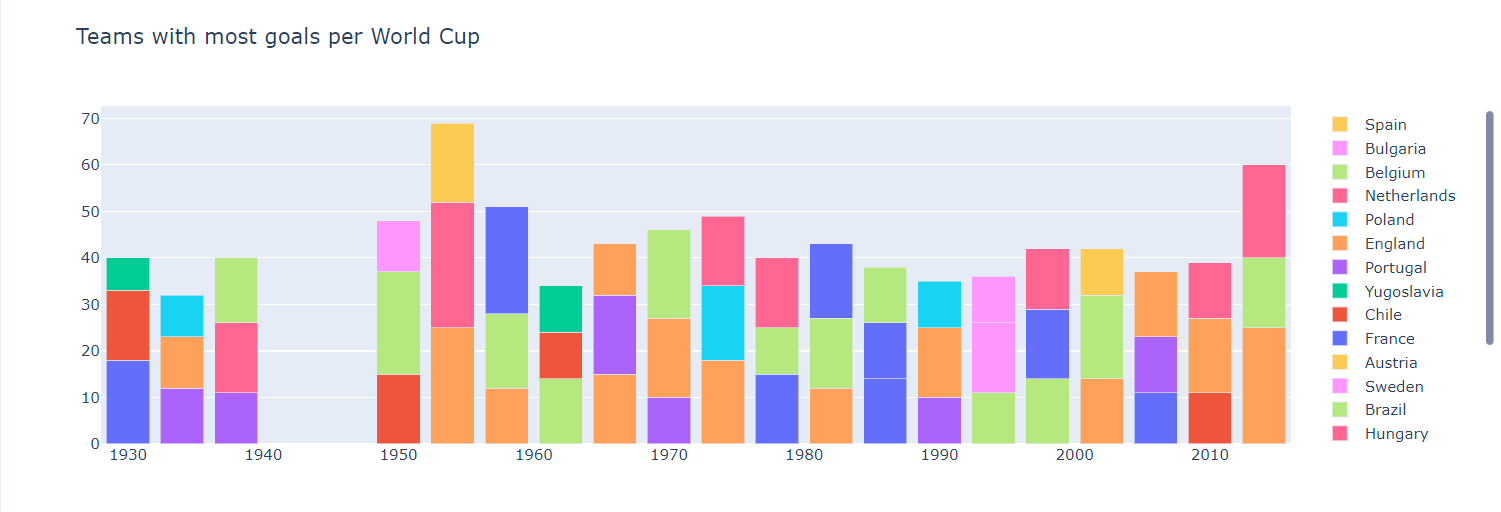 Teams with most goals per World Cup
70
60
50
40
30
20
10
0
1930 1940 1950 1960 1970 1980 1990 2000 2010
Spain
Bulgaria
Belgium
Netherlands
Poland
England
Portugal
Yugoslavia
Chile
France
Austria
Sweden
Brazil
Hungary